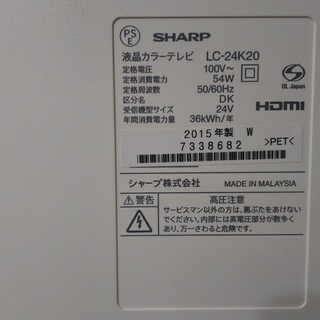 PS
E
SHARP
液晶カラーテレビ LC-24K20
定格電圧 100V~
定格消費電力 54W
定格周波数 50/60Hz
区分名 DK
受信機型サイズ 24V
年間消費電力量 36kWh/年
UL Japan
HDMI
2015年製 W
7338682
>PET<
シャープ株式会社 MADE IN MALAYSIA
警告 高圧注意
サービスマン以外の方は、裏ぶたをあけないで
ください。内部には高電圧部分が数多く
あり、万一さわると危険です。